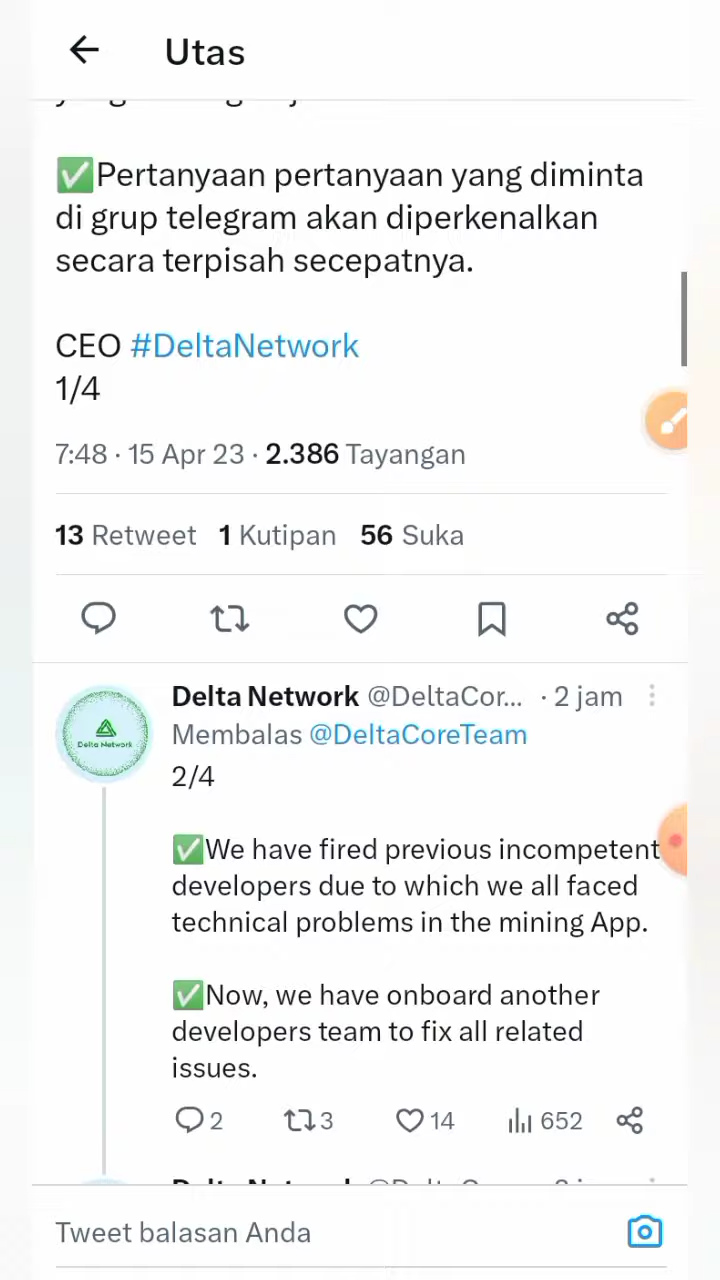 Utas
✅Pertanyaan pertanyaan yang diminta
di grup telegram akan diperkenalkan
secara terpisah secepatnya.
CEO #DeltaNetwork
1/4
7:48 · 15 Apr 23 · 2.386 Tayangan
13 Retweet 1 Kutipan 56 Suka
Delta Network @DeltaCor... · 2 jam
Delta Network
Membalas @DeltaCoreTeam
2/4
✅We have fired previous incompetent
developers due to which we all faced
technical problems in the mining App.
✅Now, we have onboard another
developers team to fix all related
issues.
2 3 14 652
Tweet balasan Anda